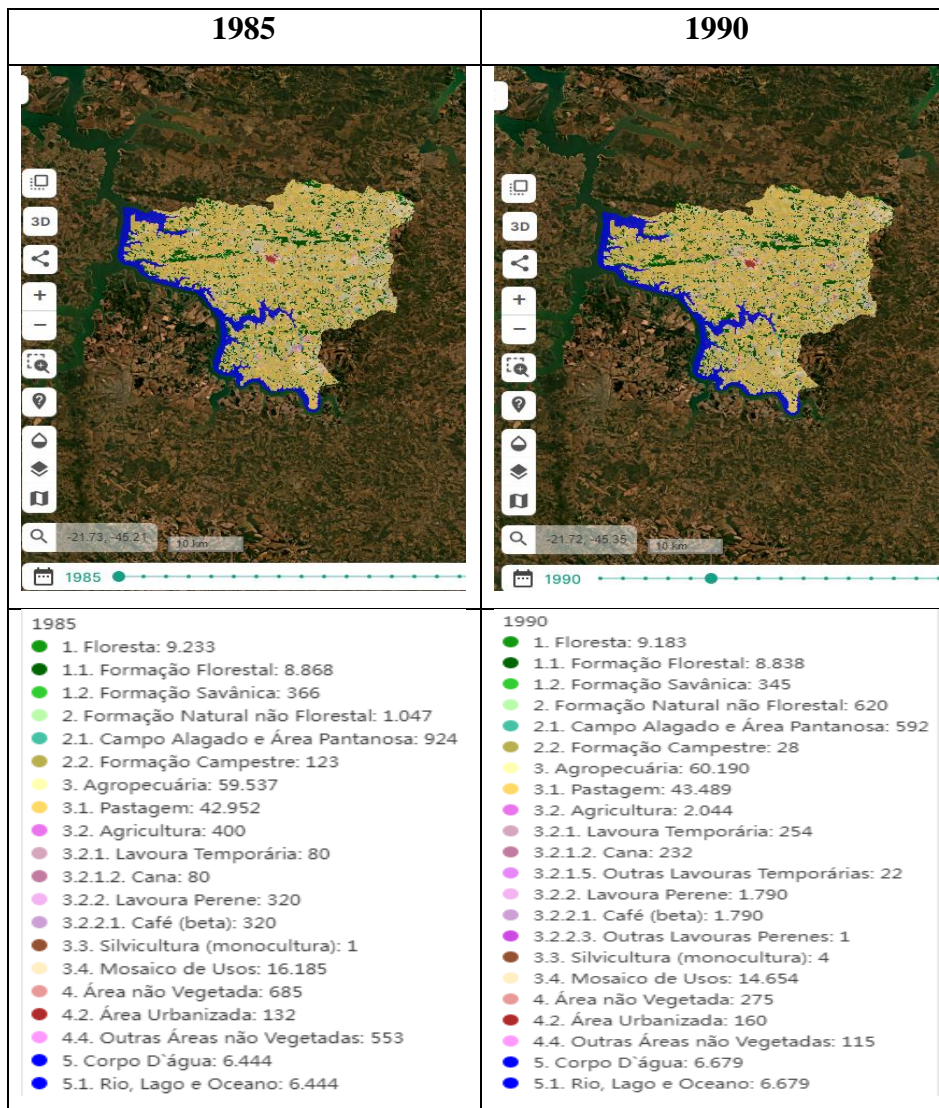 1985
1990
3D
-21.73, -45.21
10 km
1985
3D
-21.72, -45.35
10 km
1990
1985
1. Floresta: 9.233
1.1. Formação Florestal: 8.868
1.2. Formação Savânica: 366
2. Formação Natural não Florestal: 1.047
2.1. Campo Alagado e Área Pantanosa: 924
2.2. Formação Campestre: 123
3. Agropecuária: 59.537
3.1. Pastagem: 42.952
3.2. Agricultura: 400
3.2.1. Lavoura Temporária: 80
3.2.1.2. Cana: 80
3.2.2. Lavoura Perene: 320
3.2.2.1. Café (beta): 320
3.3. Silvicultura (monocultura): 1
3.4. Mosaico de Usos: 16.185
4. Área não Vegetada: 685
4.2. Área Urbanizada: 132
4.4. Outras Áreas não Vegetadas: 553
5. Corpo D`água: 6.444
5.1. Rio, Lago e Oceano: 6.444
1990
1. Floresta: 9.183
1.1. Formação Florestal: 8.838
1.2. Formação Savânica: 345
2. Formação Natural não Florestal: 620
2.1. Campo Alagado e Área Pantanosa: 592
2.2. Formação Campestre: 28
3. Agropecuária: 60.190
3.1. Pastagem: 43.489
3.2. Agricultura: 2.044
3.2.1. Lavoura Temporária: 254
3.2.1.2. Cana: 232
3.2.1.5. Outras Lavouras Temporárias: 22
3.2.2. Lavoura Perene: 1.790
3.2.2.1. Café (beta): 1.790
3.2.2.3. Outras Lavouras Perenes: 1
3.3. Silvicultura (monocultura): 4
3.4. Mosaico de Usos: 14.654
4. Área não Vegetada: 275
4.2. Área Urbanizada: 160
4.4. Outras Áreas não Vegetadas: 115
5. Corpo D`água: 6.679
5.1. Rio, Lago e Oceano: 6.679